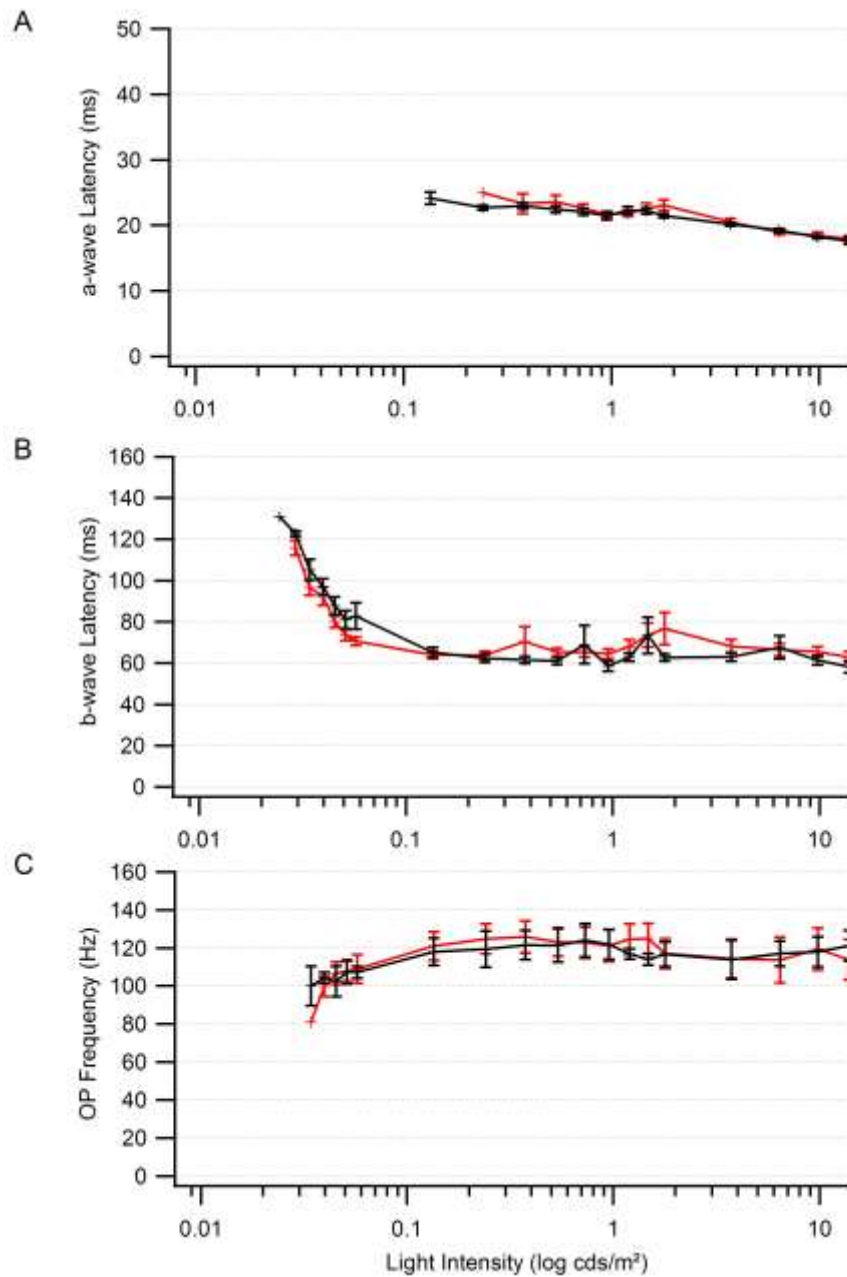 A
50
40
30
20
10
0
a-wave Latency (ms)
0.01 0.1 1 10
B
160
140
120
100
80
60
40
20
0
b-wave Latency (ms)
0.01 0.1 1 10
C
160
140
120
100
80
60
40
20
0
OP Frequency (Hz)
0.01 0.1 1 10
Light Intensity (log cds/m²)